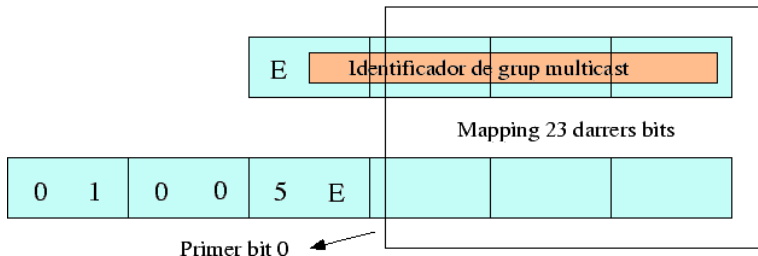 E Identificador de grup multicast
Mapping 23 darrers bits
0 1 0 0 5 E
Primer bit 0